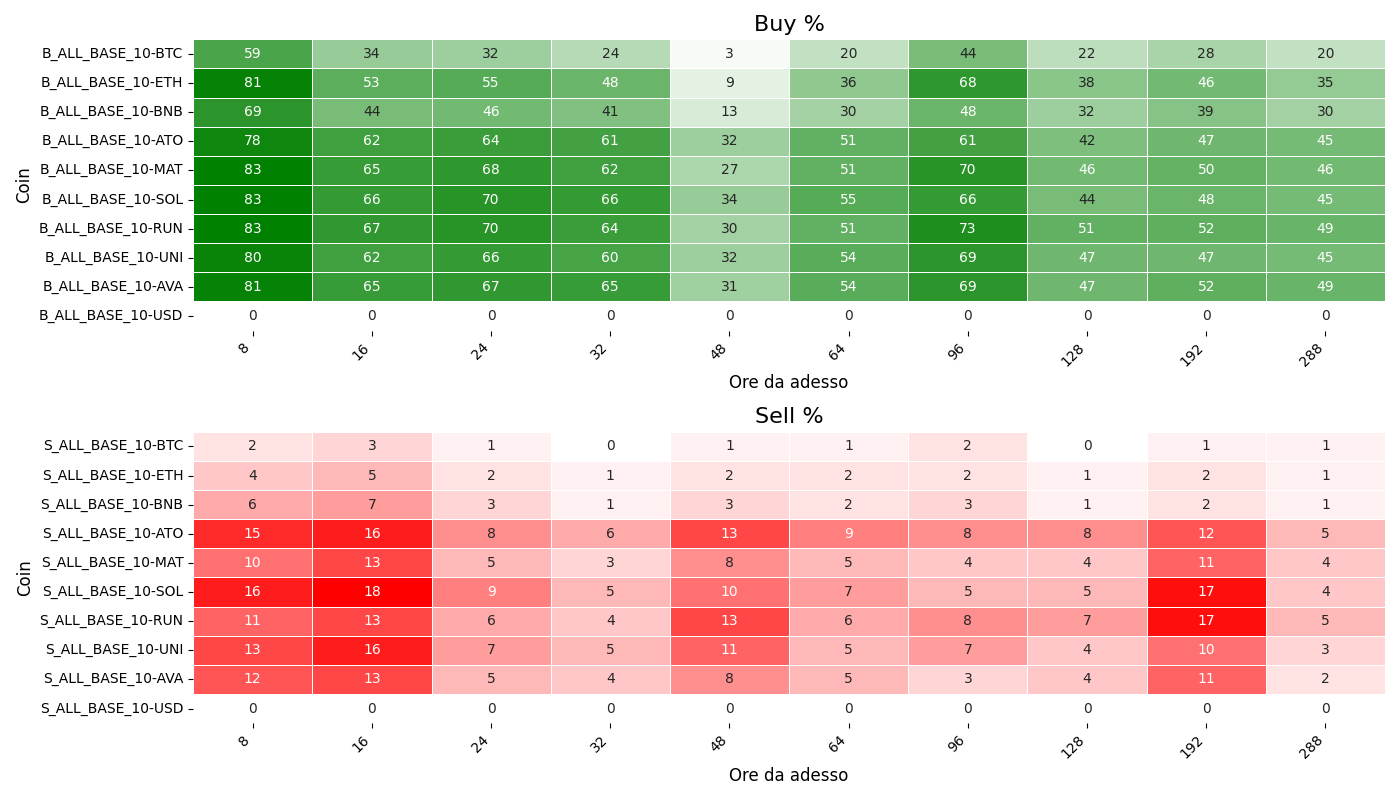 Buy %
Coin
B_ALL_BASE_10-BTC 59 34 32 24 3 20 44 22 28 20
B_ALL_BASE_10-ETH 81 53 55 48 9 36 68 38 46 35
B_ALL_BASE_10-BNB 69 44 46 41 13 30 48 32 39 30
B_ALL_BASE_10-ATO 78 62 64 61 32 51 61 42 47 45
B_ALL_BASE_10-MAT 83 65 68 62 27 51 70 46 50 46
B_ALL_BASE_10-SOL 83 66 70 66 34 55 66 44 48 45
B_ALL_BASE_10-RUN 83 67 70 64 30 51 73 51 52 49
B_ALL_BASE_10-UNI 80 62 66 60 32 54 69 47 47 45
B_ALL_BASE_10-AVA 81 65 67 65 31 54 69 47 52 49
B_ALL_BASE_10-USD 0 0 0 0 0 0 0 0 0 0
8 16 24 32 48 64 96 128 192 288
Ore da adesso
Sell %
Coin
S_ALL_BASE_10-BTC 2 3 1 0 1 1 2 0 1 1
S_ALL_BASE_10-ETH 4 5 2 1 2 2 2 1 2 1
S_ALL_BASE_10-BNB 6 7 3 1 3 2 3 1 2 1
S_ALL_BASE_10-ATO 15 16 8 6 13 9 8 8 12 5
S_ALL_BASE_10-MAT 10 13 5 3 8 5 4 4 11 4
S_ALL_BASE_10-SOL 16 18 9 5 10 7 5 5 17 4
S_ALL_BASE_10-RUN 11 13 6 4 13 6 8 7 17 5
S_ALL_BASE_10-UNI 13 16 7 5 11 5 7 4 10 3
S_ALL_BASE_10-AVA 12 13 5 4 8 5 3 4 11 2
S_ALL_BASE_10-USD 0 0 0 0 0 0 0 0 0 0
8 16 24 32 48 64 96 128 192 288
Ore da adesso